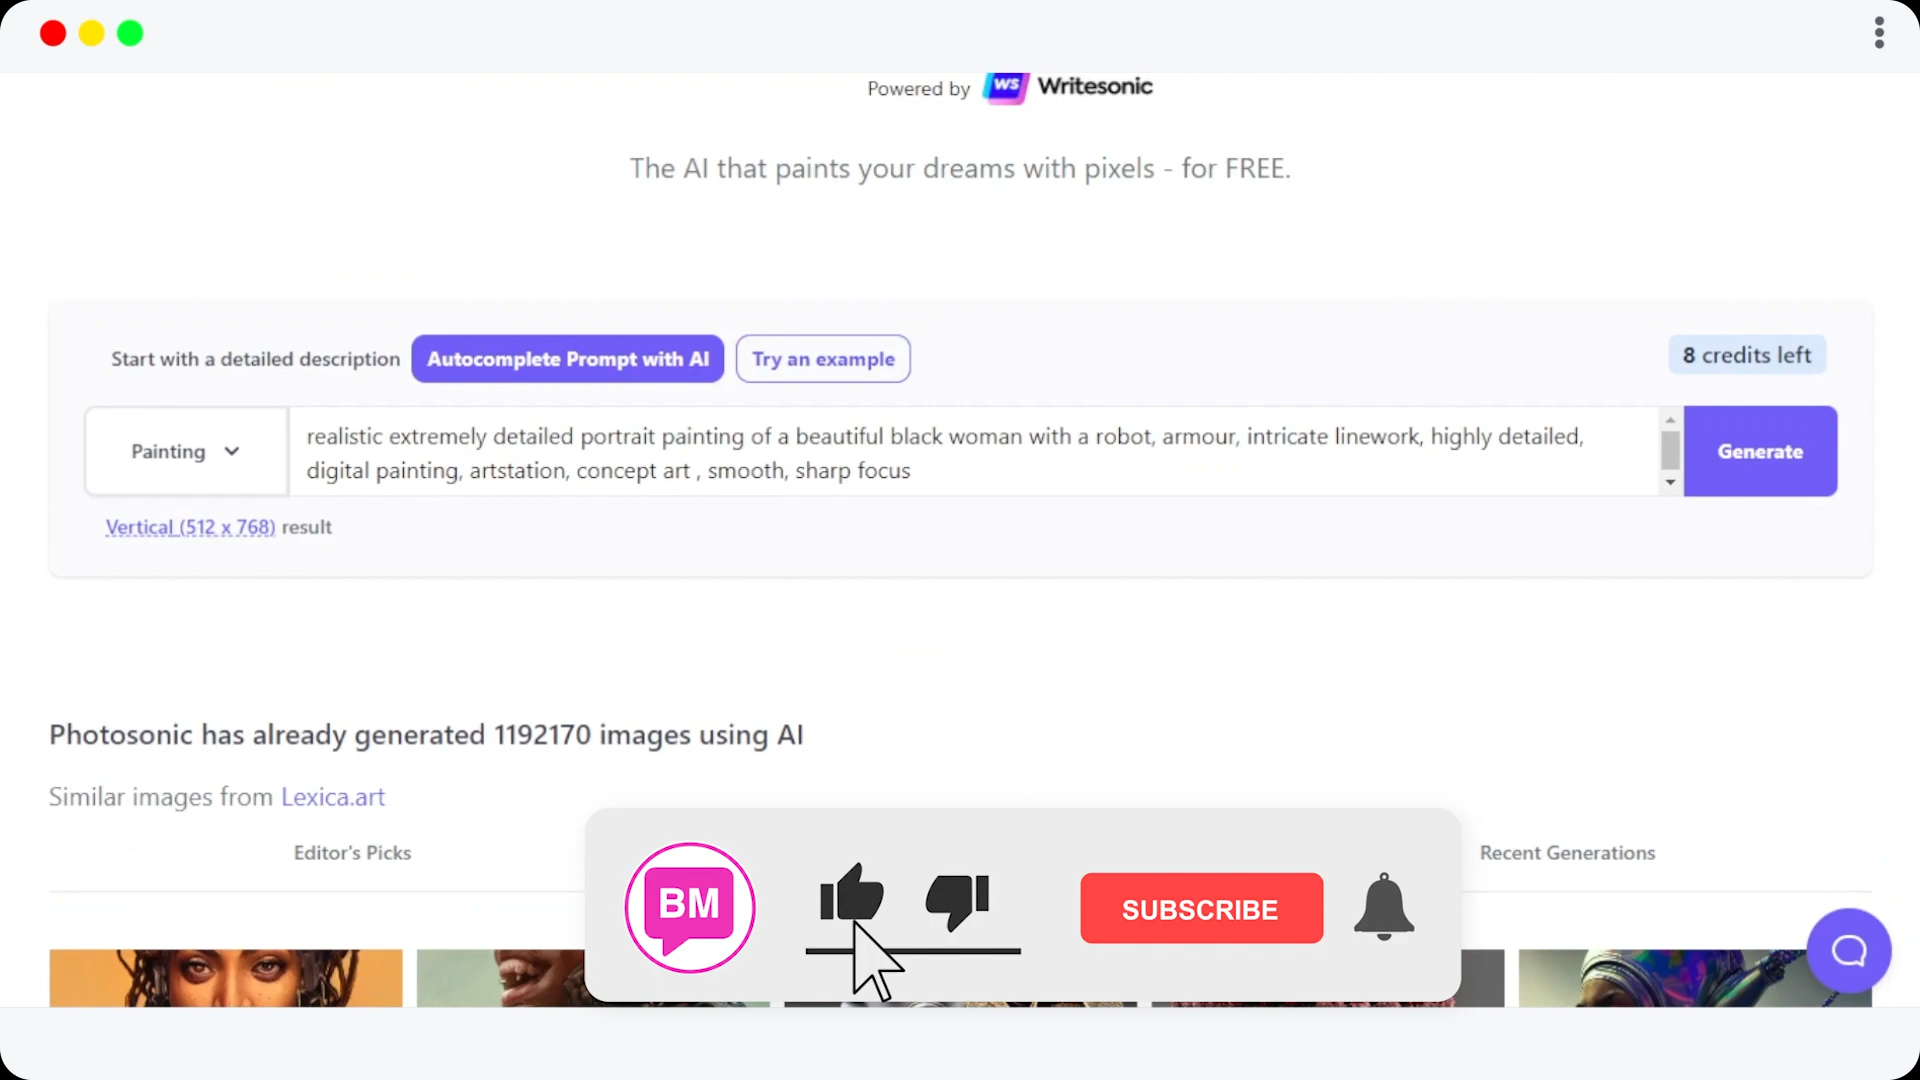 Powered by WS Writesonic
The AI that paints your dreams with pixels - for FREE.
Start with a detailed description Autocomplete Prompt with AI Try an example 8 credits left
Painting
realistic extremely detailed portrait painting of a beautiful black woman with a robot, armour, intricate linework, highly detailed,
digital painting, artstation, concept art , smooth, sharp focus
Generate
Vertical (512 x 768) result
Photosonic has already generated 1192170 images using AI
Similar images from Lexica.art
Editor's Picks Recent Generations
BM SUBSCRIBE